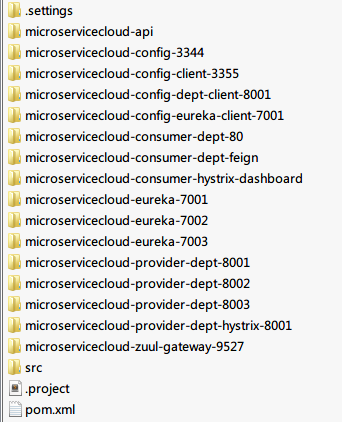 .settings
microservicecloud-api
microservicecloud-config-3344
microservicecloud-config-client-3355
microservicecloud-config-dept-client-8001
microservicecloud-config-eureka-client-7001
microservicecloud-consumer-dept-80
microservicecloud-consumer-dept-feign
microservicecloud-consumer-hystrix-dashboard
microservicecloud-eureka-7001
microservicecloud-eureka-7002
microservicecloud-eureka-7003
microservicecloud-provider-dept-8001
microservicecloud-provider-dept-8002
microservicecloud-provider-dept-8003
microservicecloud-provider-dept-hystrix-8001
microservicecloud-zuul-gateway-9527
src
.project
pom.xml